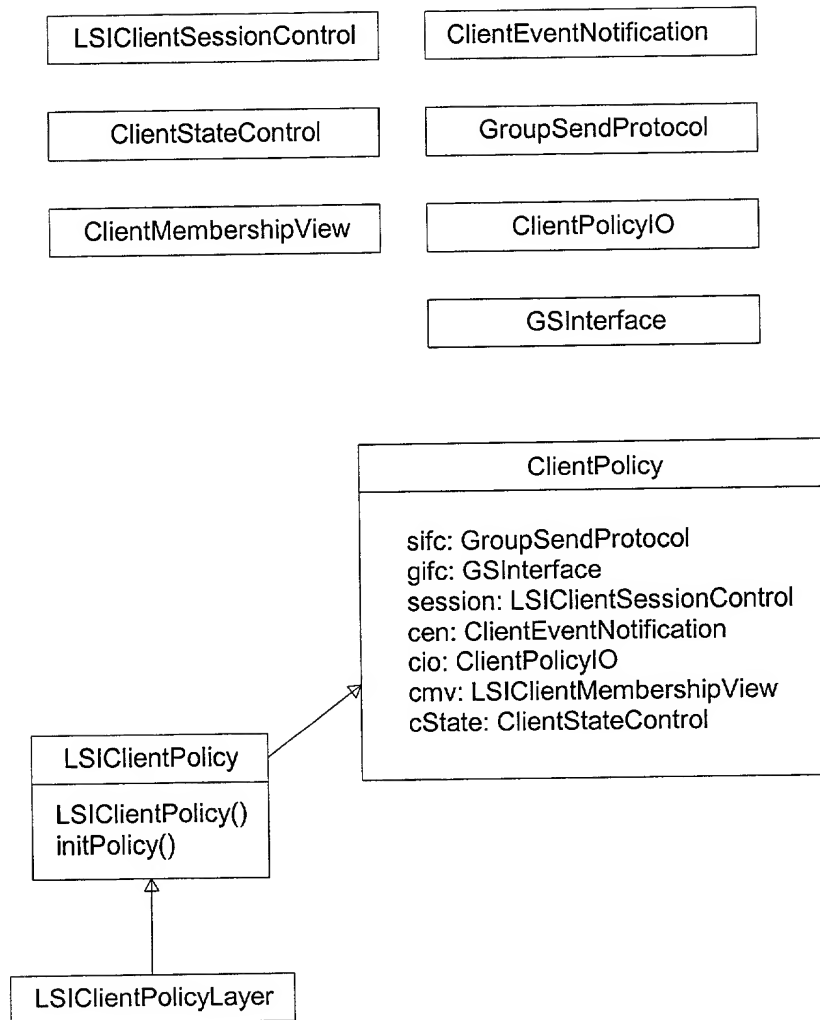 LSIClientSessionControl
ClientEventNotification
ClientStateControl
GroupSendProtocol
ClientMembershipView
ClientPolicyIO
GSInterface
ClientPolicy
sifc: GroupSendProtocol
gifc: GSInterface
session: LSIClientSessionControl
cen: ClientEventNotification
cio: ClientPolicyIO
cmv: LSIClientMembershipView
cState: ClientStateControl
LSIClientPolicy
LSIClientPolicy()
initPolicy()
LSIClientPolicyLayer